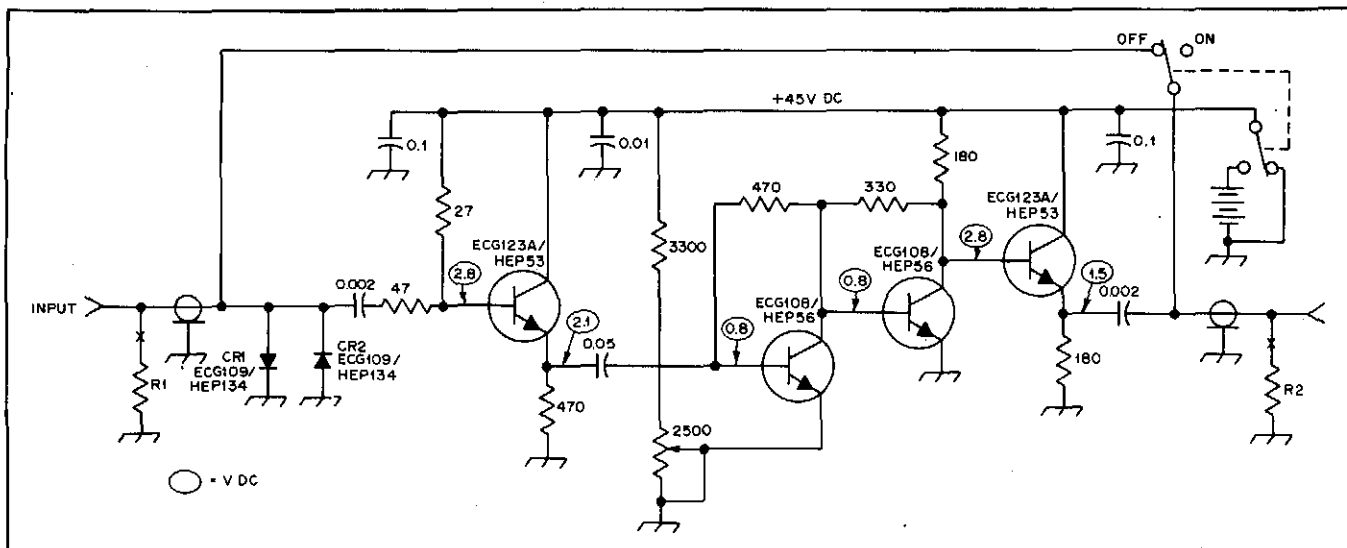 OFF
ON
+45V DC
0.1
0.01
0.1
180
470
330
27
ECG123A/
HEP53
3300
ECG123A/
HEP53
2.8
ECG108/
HEP56
2.8
0.002
47
0.8
1.5
0.002
INPUT
ECG108/
HEP56
2.1
CR1
ECG109/
HEP134
CR2
ECG109/
HEP134
0.05
0.8
180
R1
R2
470
2500
= V DC